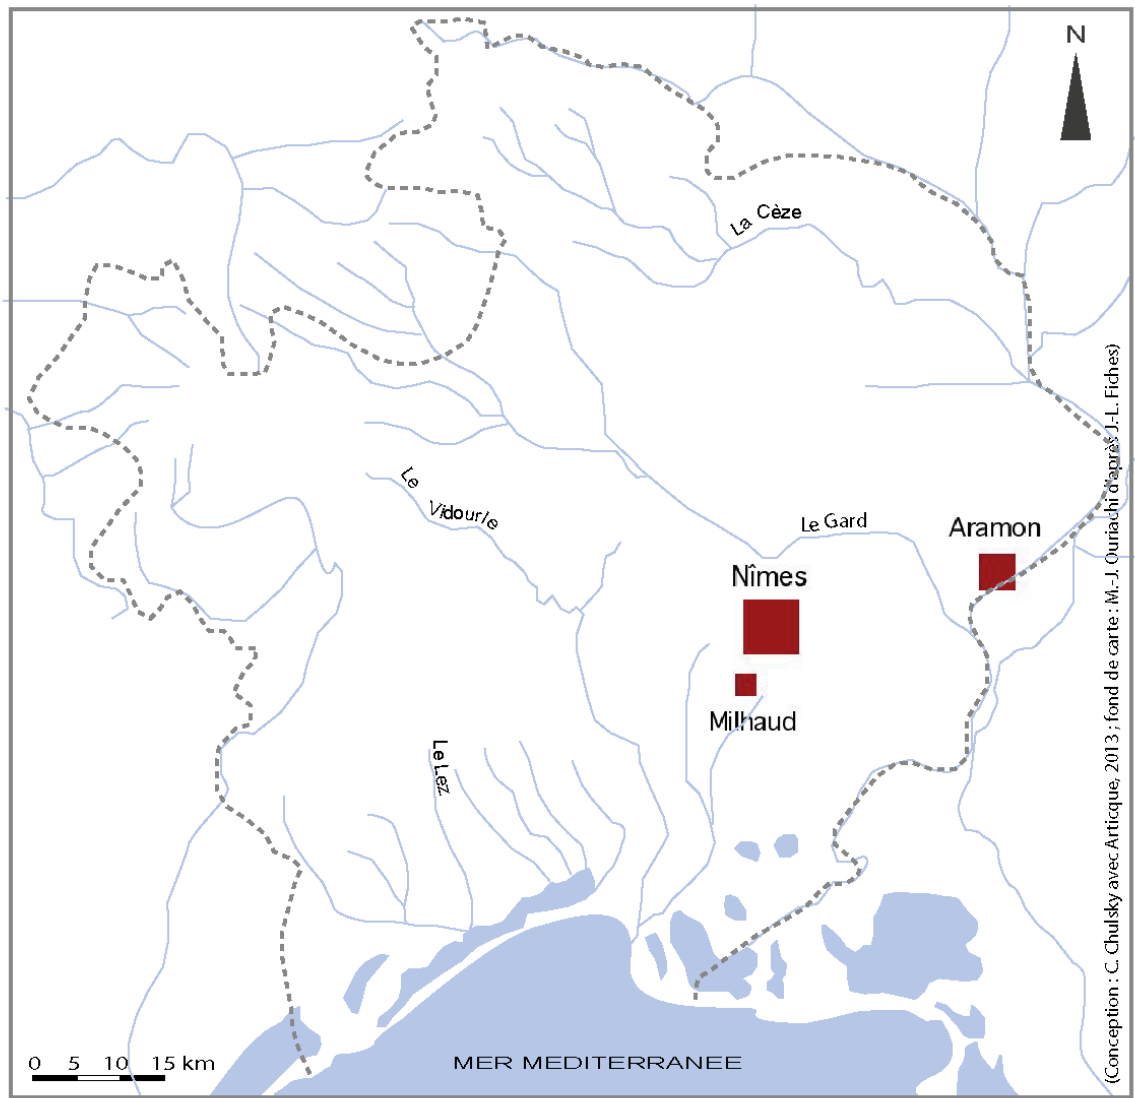 N
La Cèze
Le Vidourle
Le Gard
Aramon
Nîmes
Milhaud
Le Lez
0 5 10 15 km
MER MEDITERRANEE
(Conception : C. Chulsky avec Articque, 2013 ; fond de carte : M.-J. Ouriachi d'après J.-L. Fiches)